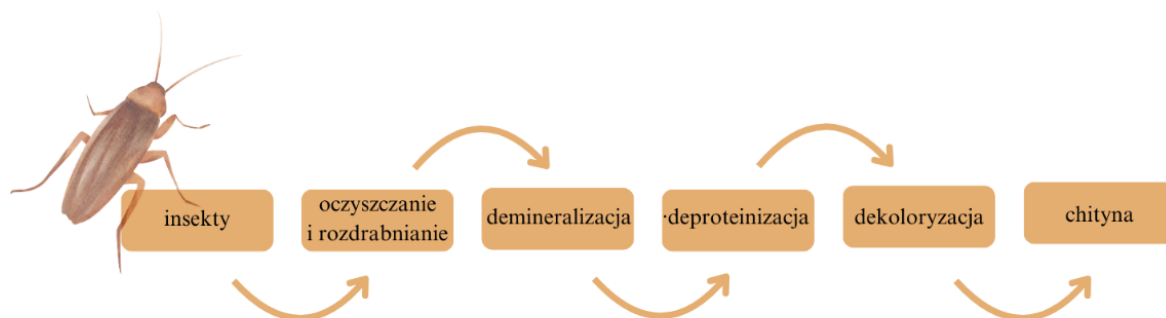 insekty
oczyszczanie
i rozdrabnianie
demineralizacja
·deproteinizacja
dekoloryzacja
chityna